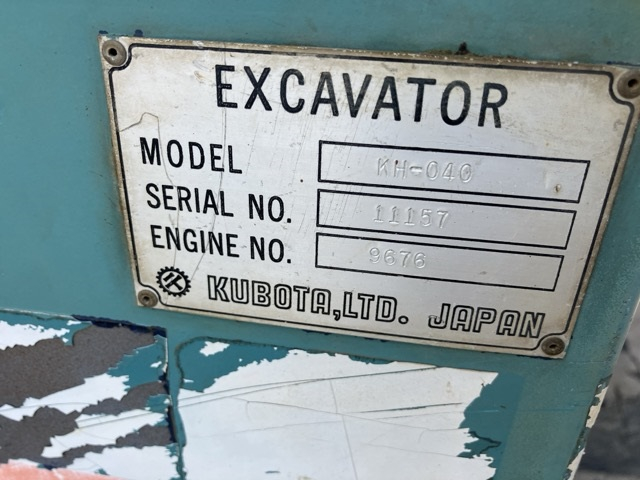 EXCAVATOR
MODEL KH-040
SERIAL NO. 11157
ENGINE NO. 9676
KUBOTA,LTD. JAPAN